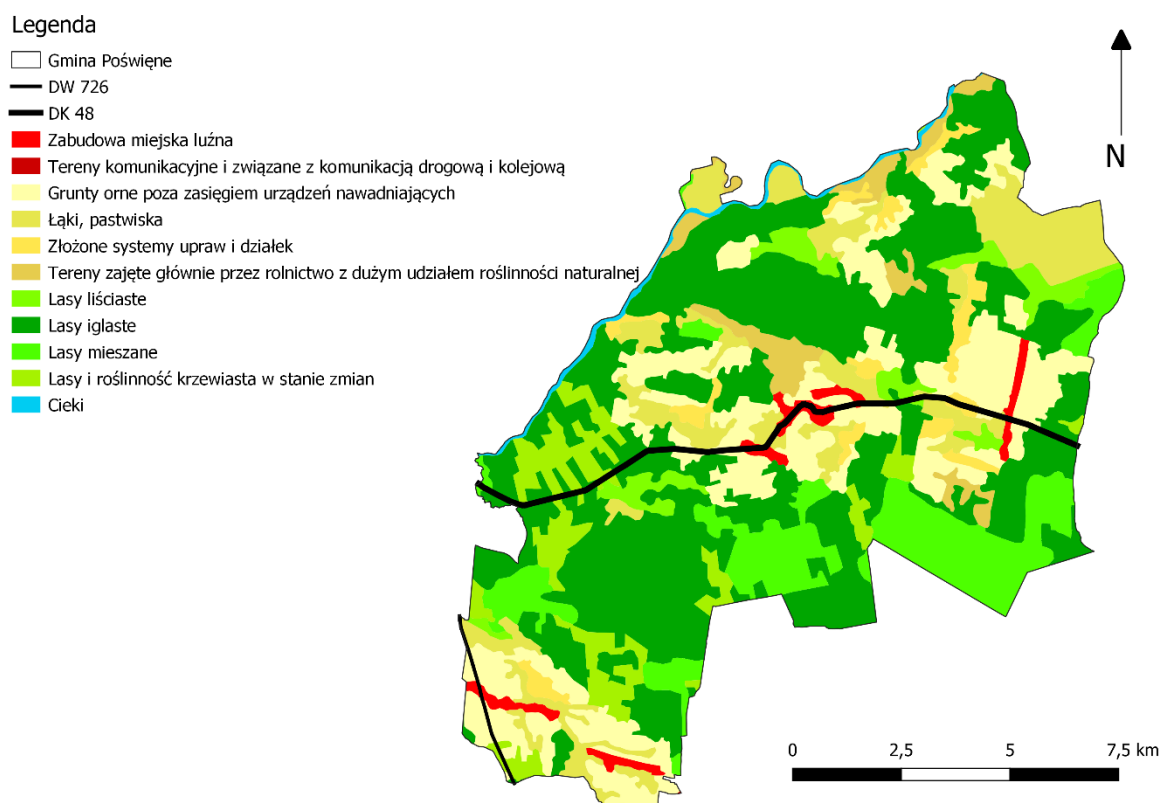 Legenda
Gmina Poświęne
DW 726
DK 48
Zabudowa miejska luźna
Tereny komunikacyjne i związane z komunikacją drogową i kolejową
Grunty orne poza zasięgiem urządzeń nawadniających
Łąki, pastwiska
Złożone systemy upraw i działek
Tereny zajęte głównie przez rolnictwo z dużym udziałem roślinności naturalnej
Lasy liściaste
Lasy iglaste
Lasy mieszane
Lasy i roślinność krzewiasta w stanie zmian
Cieki
N
0 2,5 5 7,5 km